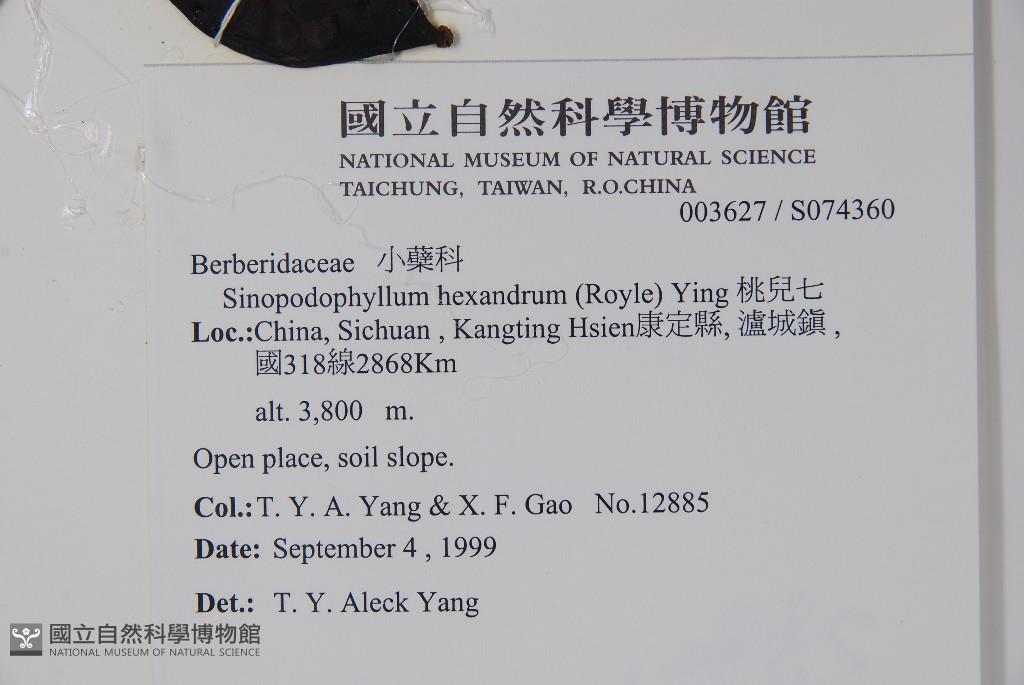 國立自然科學博物館
NATIONAL MUSEUM OF NATURAL SCIENCE
TAICHUNG, TAIWAN, R.O.CHINA
003627 / S074360
Berberidaceae 小蘗科
Sinopodophyllum hexandrum (Royle) Ying 桃兒七
Loc.:China, Sichuan , Kangting Hsien康定縣, 瀘城鎮 ,
國318線2868Km
alt. 3,800 m.
Open place, soil slope.
Col.: T. Y. A. Yang & X. F. Gao No.12885
Date: September 4 , 1999
Det.: T. Y. Aleck Yang
國立自然科學博物館
NATIONAL MUSEUM OF NATURAL SCIENCE